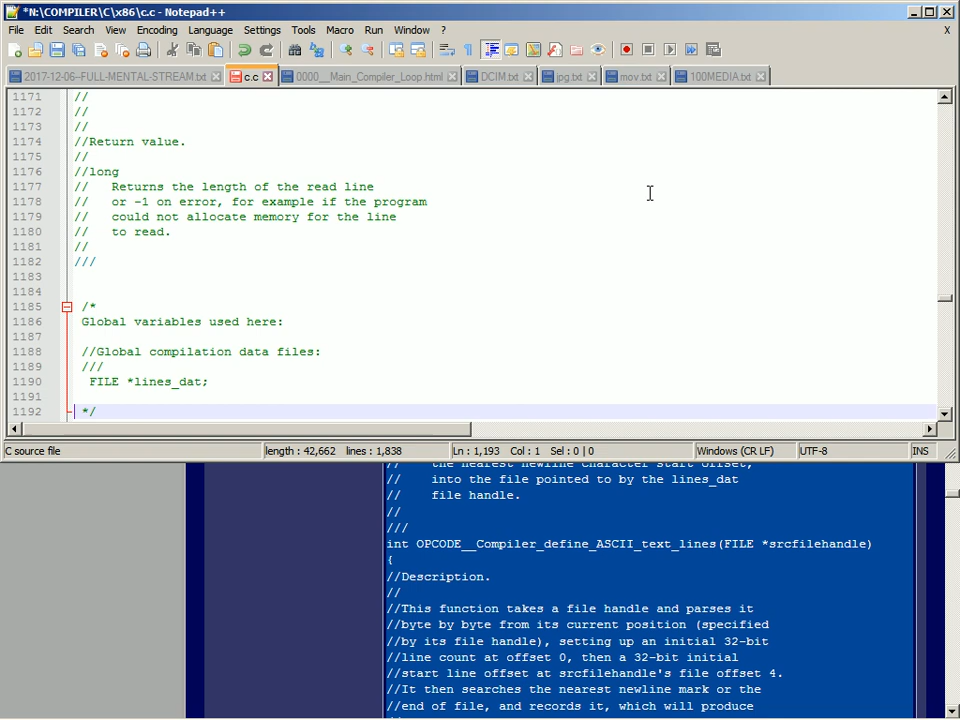 *N:\COMPILER\C\x86\c.c - Notepad++
File Edit Search View Encoding Language Settings Tools Macro Run Window ? X
2017-12-06--FULL-MENTAL-STREAM.txt c.c 0000__Main_Compiler_Loop.html DCIM.txt jpg.txt mov.txt 100MEDIA.txt
1171 //
1172 //
1173 //
1174 //Return value.
1175 //
1176 //long
1177 // Returns the length of the read line
1178 // or -1 on error, for example if the program
1179 // could not allocate memory for the line
1180 // to read.
1181 //
1182 ///
1183
1184
1185 /*
1186 Global variables used here:
1187
1188 //Global compilation data files:
1189 ///
1190 FILE *lines_dat;
1191
1192 */
C source file length : 42,662 lines : 1,838 Ln : 1,193 Col : 1 Sel : 0 | 0 Windows (CR LF) UTF-8 INS
// the nearest newline character start offset,
// into the file pointed to by the lines_dat
// file handle.
//
///
int OPCODE__Compiler_define_ASCII_text_lines(FILE *srcfilehandle)
{
//Description.
//
//This function takes a file handle and parses it
//byte by byte from its current position (specified
//by its file handle), setting up an initial 32-bit
//line count at offset 0, then a 32-bit initial
//start line offset at srcfilehandle's file offset 4.
//It then searches the nearest newline mark or the
//end of file, and records it, which will produce